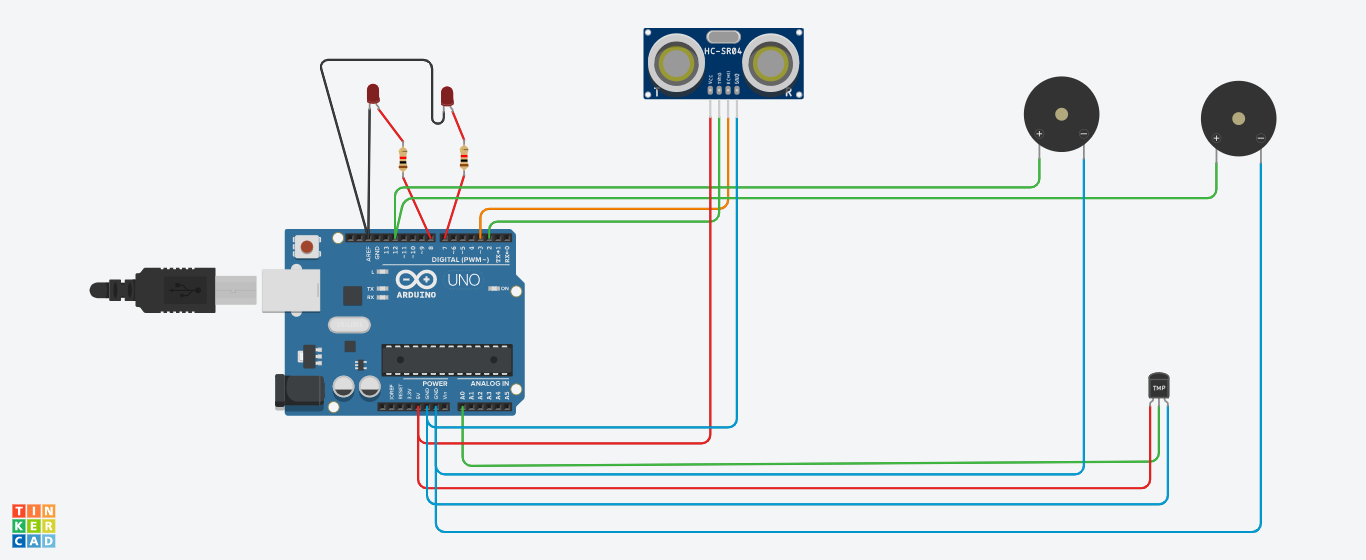 HC-SR04
VCC
TRIG
ECHO
GND
T
R
+
−
+
−
AREF
GND
13
12
~11
~10
~9
8
7
~6
~5
4
~3
2
TX→1
RX←0
DIGITAL (PWM~)
L
TX
RX
ARDUINO
UNO
ON
POWER
ANALOG IN
IOREF
RESET
3.3V
5V
GND
GND
Vin
A0
A1
A2
A3
A4
A5
TMP
TIN
KER
CAD